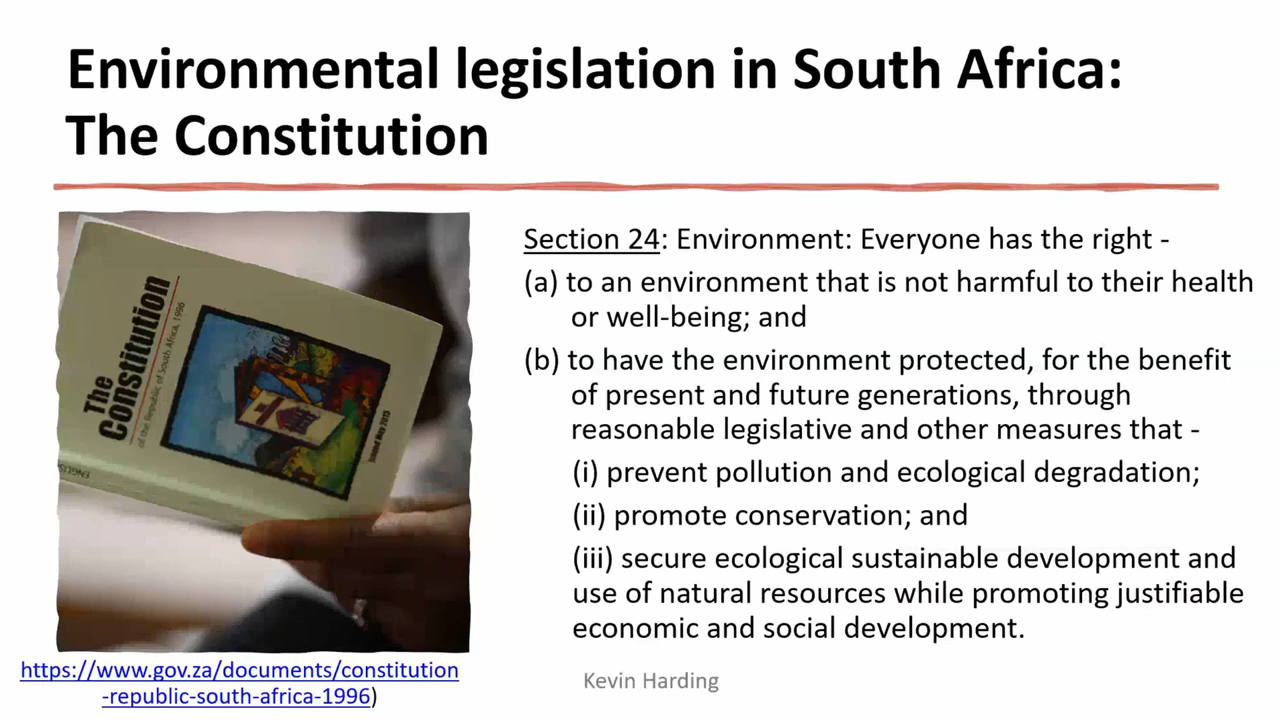 Environmental legislation in South Africa:
The Constitution
The
Constitution
of the Republic of South Africa, 1996
Issued May 2015
Section 24: Environment: Everyone has the right -
(a) to an environment that is not harmful to their health
or well-being; and
(b) to have the environment protected, for the benefit
of present and future generations, through
reasonable legislative and other measures that -
(i) prevent pollution and ecological degradation;
(ii) promote conservation; and
(iii) secure ecological sustainable development and
use of natural resources while promoting justifiable
economic and social development.
https://www.gov.za/documents/constitution
-republic-south-africa-1996)
Kevin Harding